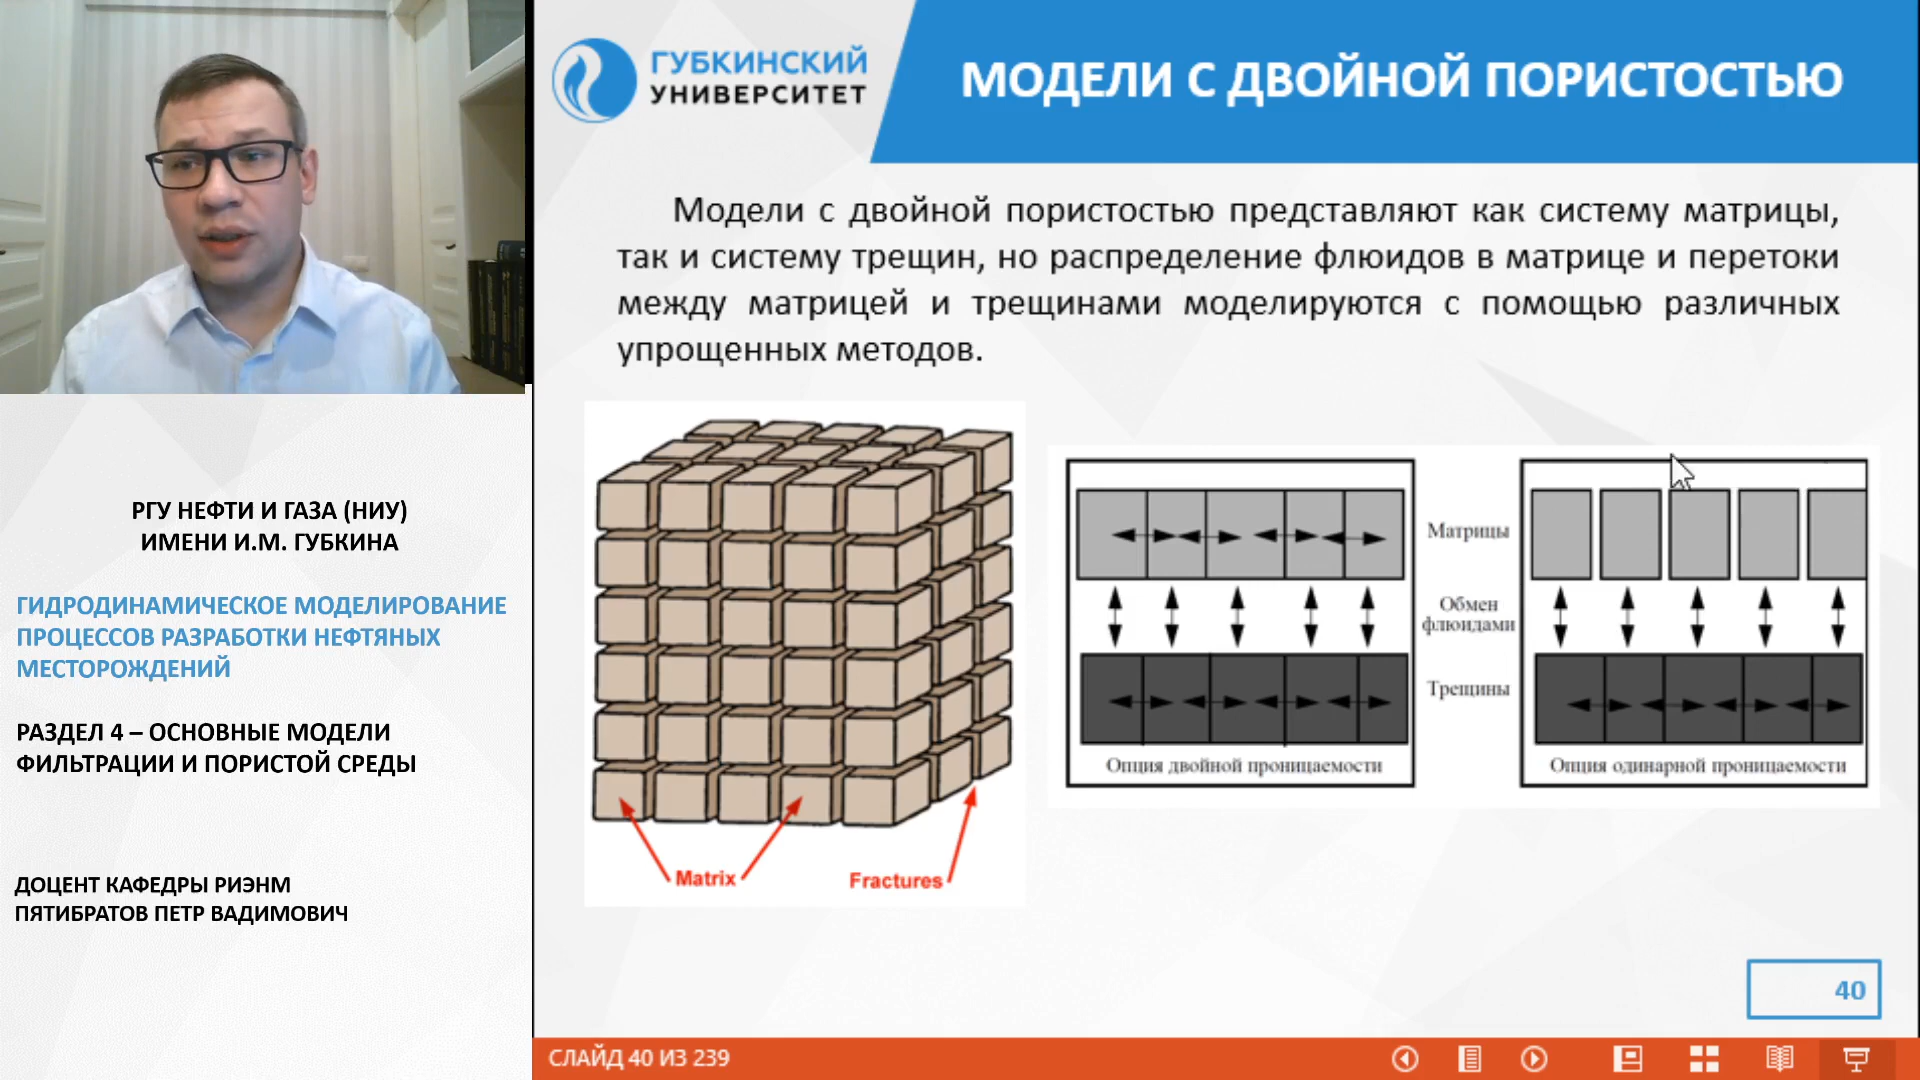 РГУ НЕФТИ И ГАЗА (НИУ)
ИМЕНИ И.М. ГУБКИНА
ГИДРОДИНАМИЧЕСКОЕ МОДЕЛИРОВАНИЕ
ПРОЦЕССОВ РАЗРАБОТКИ НЕФТЯНЫХ
МЕСТОРОЖДЕНИЙ
РАЗДЕЛ 4 – ОСНОВНЫЕ МОДЕЛИ
ФИЛЬТРАЦИИ И ПОРИСТОЙ СРЕДЫ
ДОЦЕНТ КАФЕДРЫ РИЭНМ
ПЯТИБРАТОВ ПЕТР ВАДИМОВИЧ
ГУБКИНСКИЙ
УНИВЕРСИТЕТ
МОДЕЛИ С ДВОЙНОЙ ПОРИСТОСТЬЮ
Модели с двойной пористостью представляют как систему матрицы,
так и систему трещин, но распределение флюидов в матрице и перетоки
между матрицей и трещинами моделируются с помощью различных
упрощенных методов.
Matrix
Fractures
Матрицы
Обмен
флюидами
Трещины
Опция двойной проницаемости
Опция одинарной проницаемости
40
СЛАЙД 40 ИЗ 239